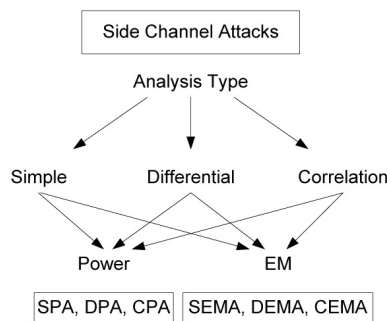 Side Channel Attacks
Analysis Type
Simple Differential Correlation
Power EM
SPA, DPA, CPA SEMA, DEMA, CEMA